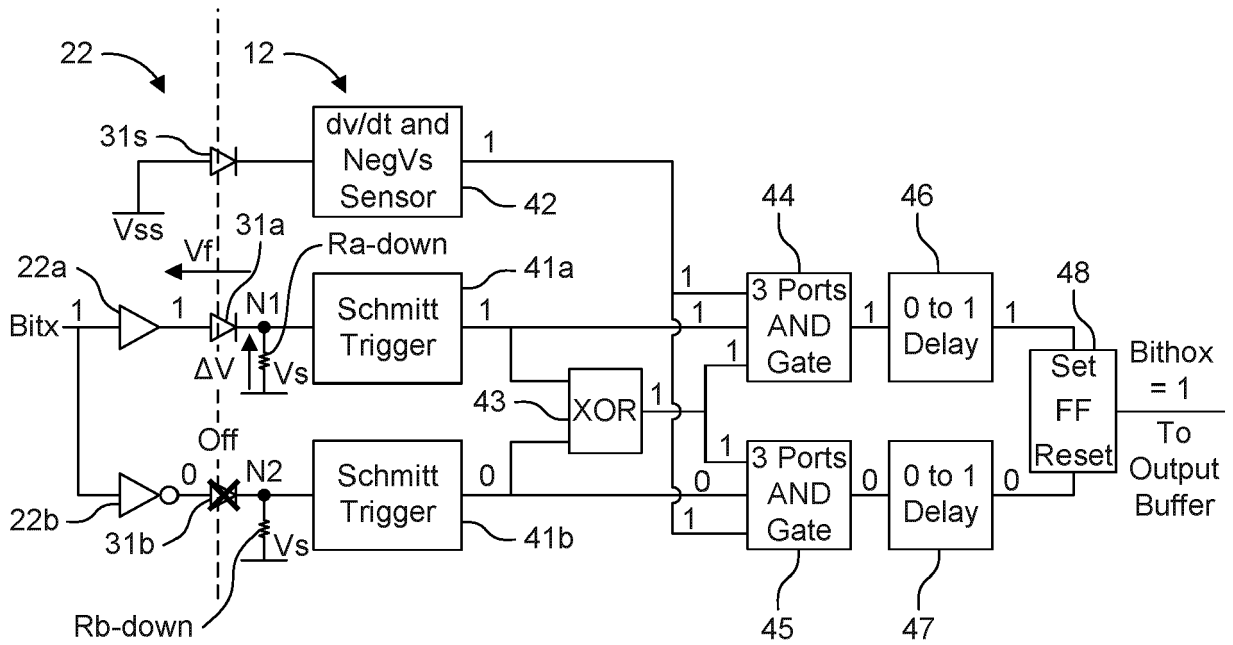 22
12
31s
dv/dt and
NegVs
Sensor
1
42
Vss
Vf
31a
Ra-down
22a
41a
44
46
48
Bitx
1
1
N1
ΔV
Vs
Schmitt
Trigger
1
1
1
1
3 Ports
AND
Gate
1
0 to 1
Delay
1
43
XOR
1
Set
FF
Reset
Bithox
= 1
To
Output
Buffer
Off
0
N2
22b
31b
Vs
Schmitt
Trigger
0
41b
1
0
1
3 Ports
AND
Gate
0
0 to 1
Delay
0
Rb-down
45
47